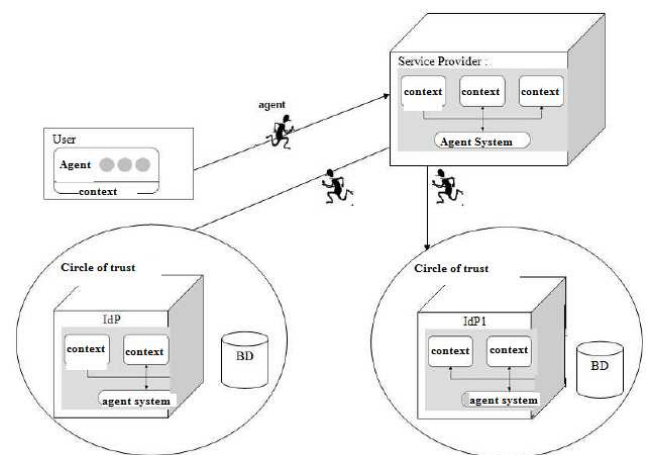 Service Provider :
context context context
Agent System
agent
User
Agent
context
Circle of trust
IdP
context context
BD
agent system
Circle of trust
IdP1
context context
BD
agent system